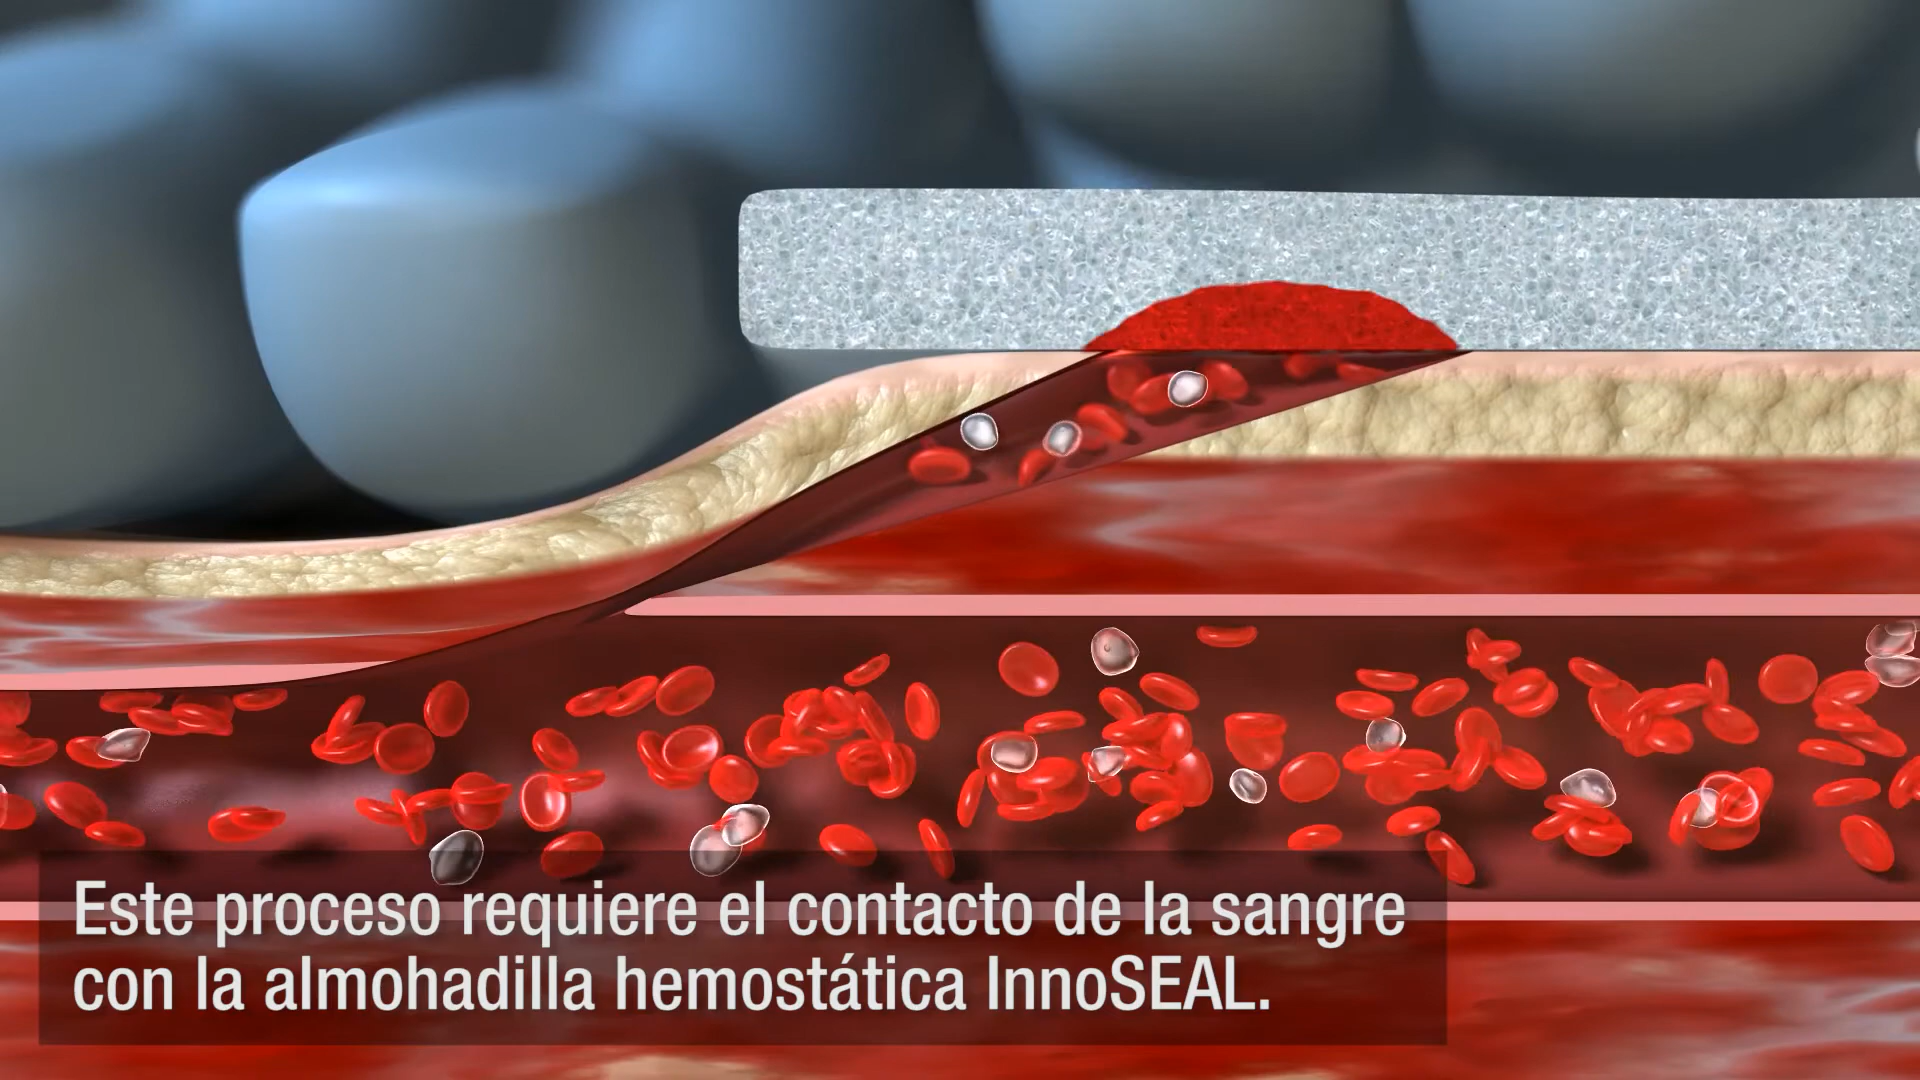 Este proceso requiere el contacto de la sangre
con la almohadilla hemostática InnoSEAL.